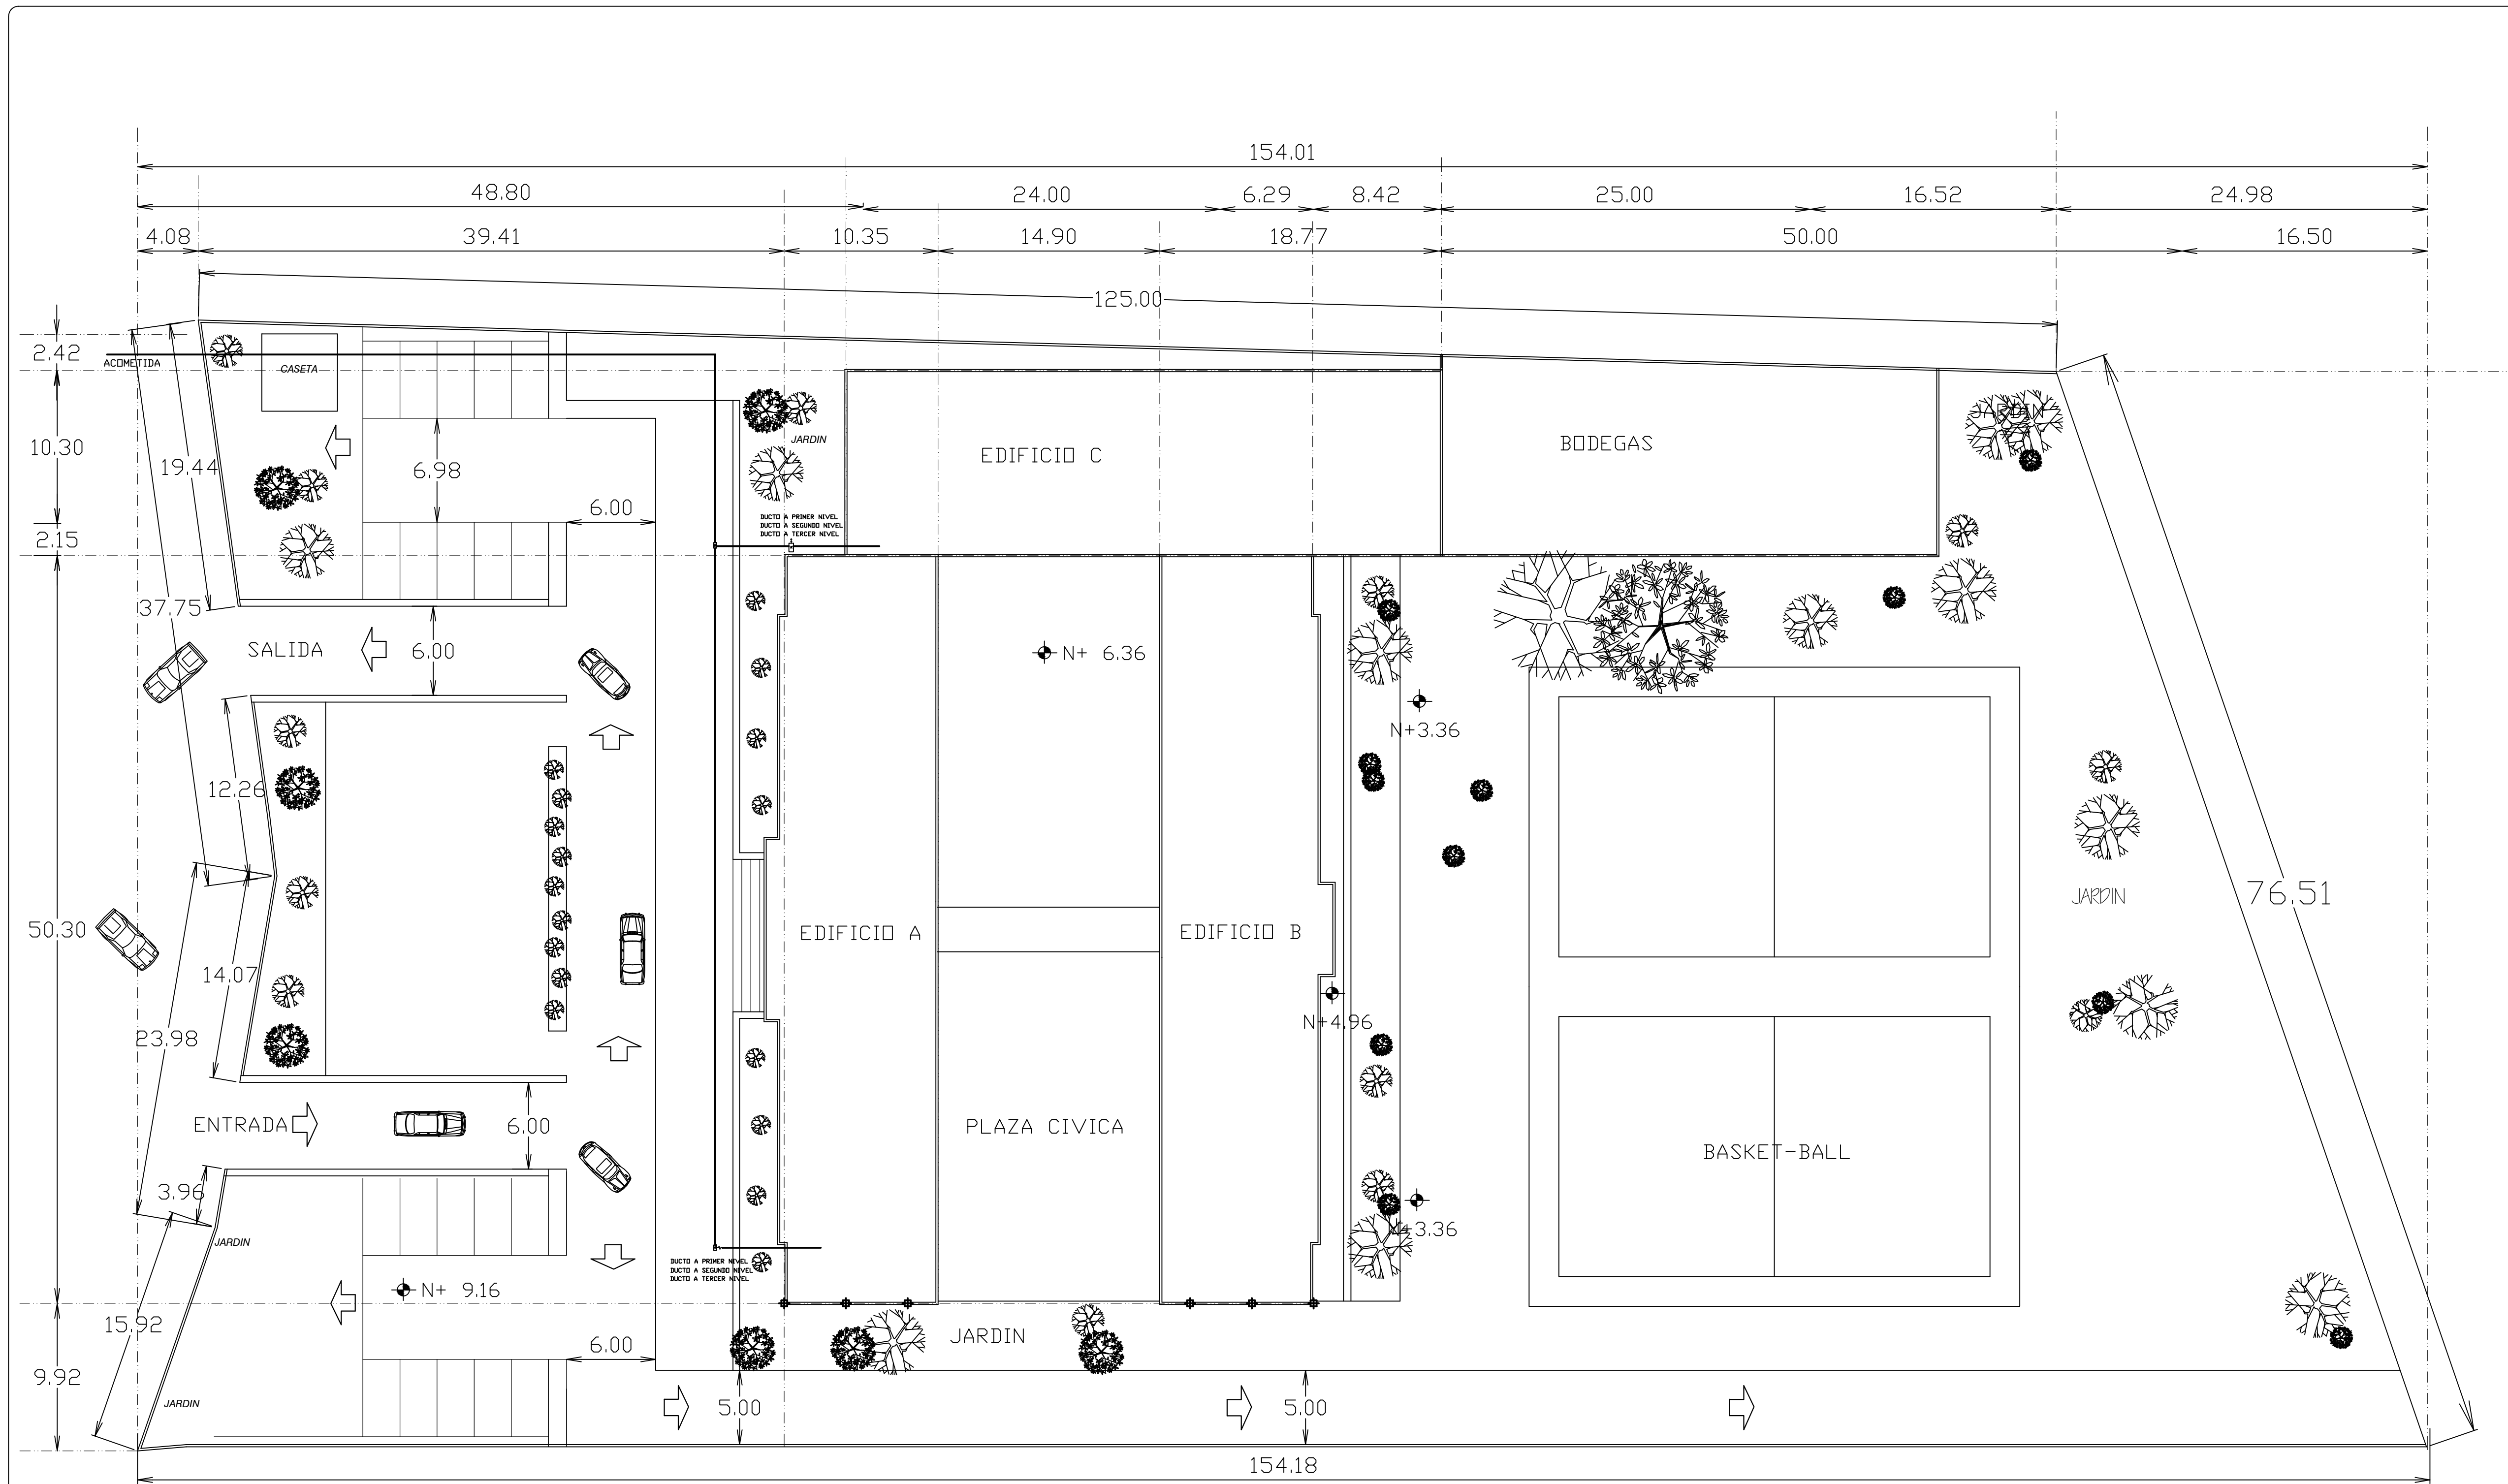 154.01
48.80
24.00
6.29
8.42
25.00
16.52
24.98
4.08
39.41
10.35
14.90
18.77
50.00
16.50
125.00
2.42
ACOMETIDA
CASETA
JARDIN
JARDIN
10.30
19.44
6.98
EDIFICIO C
BODEGAS
6.00
DUCTO A PRIMER NIVEL
DUCTO A SEGUNDO NIVEL
DUCTO A TERCER NIVEL
2.15
37.75
SALIDA
6.00
N+ 6.36
N+3.36
12.26
76.51
JARDIN
50.30
EDIFICIO A
EDIFICIO B
14.07
N+4.96
23.98
ENTRADA
6.00
PLAZA CIVICA
BASKET-BALL
3.96
N+3.36
JARDIN
DUCTO A PRIMER NIVEL
DUCTO A SEGUNDO NIVEL
DUCTO A TERCER NIVEL
N+ 9.16
15.92
6.00
JARDIN
9.92
JARDIN
5.00
5.00
154.18